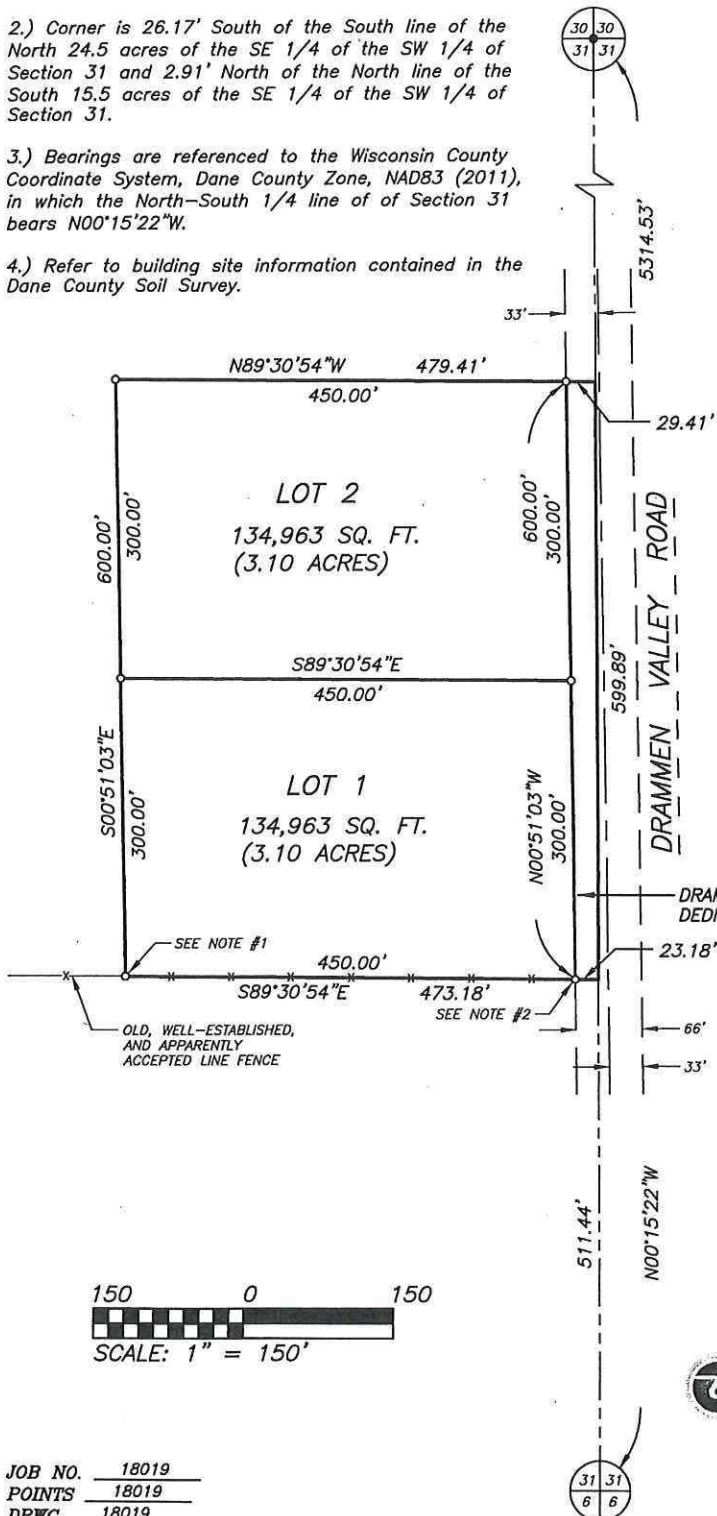 2.) Corner is 26.17' South of the South line of the
North 24.5 acres of the SE 1/4 of the SW 1/4 of
Section 31 and 2.91' North of the North line of the
South 15.5 acres of the SE 1/4 of the SW 1/4 of
Section 31.
3.) Bearings are referenced to the Wisconsin County
Coordinate System, Dane County Zone, NAD83 (2011),
in which the North-South 1/4 line of of Section 31
bears N00°15'22"W.
4.) Refer to building site information contained in the
Dane County Soil Survey.
30 30
31 31
5314.53'
33'
N89°30'54"W 479.41'
450.00'
29.41'
LOT 2
134,963 SQ. FT.
(3.10 ACRES)
600.00'
300.00'
600.00'
300.00'
DRAMMEN VALLEY ROAD
599.89'
S89°30'54"E
450.00'
LOT 1
134,963 SQ. FT.
(3.10 ACRES)
S00°51'03"E
300.00'
N00°51'03"W
300.00'
SEE NOTE #1
450.00'
S89°30'54"E 473.18'
23.18'
SEE NOTE #2
66'
33'
OLD, WELL-ESTABLISHED,
AND APPARENTLY
ACCEPTED LINE FENCE
511.44'
N00°15'22"W
150 0 150
SCALE: 1" = 150'
31 31
6 6
JOB NO. 18019
POINTS 18019
DRWG. 18019